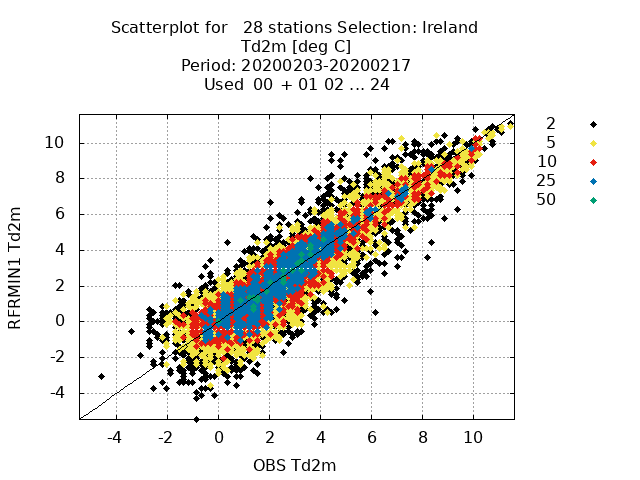 Scatterplot for 28 stations Selection: Ireland
Td2m [deg C]
Period: 20200203-20200217
Used 00 + 01 02 ... 24
2
5
10
25
50
RFRMIN1 Td2m
10
8
6
4
2
0
-2
-4
-4 -2 0 2 4 6 8 10
OBS Td2m